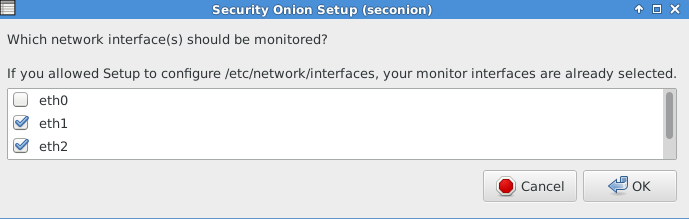 Security Onion Setup (seconion)
Which network interface(s) should be monitored?
If you allowed Setup to configure /etc/network/interfaces, your monitor interfaces are already selected.
eth0
eth1
eth2
Cancel OK